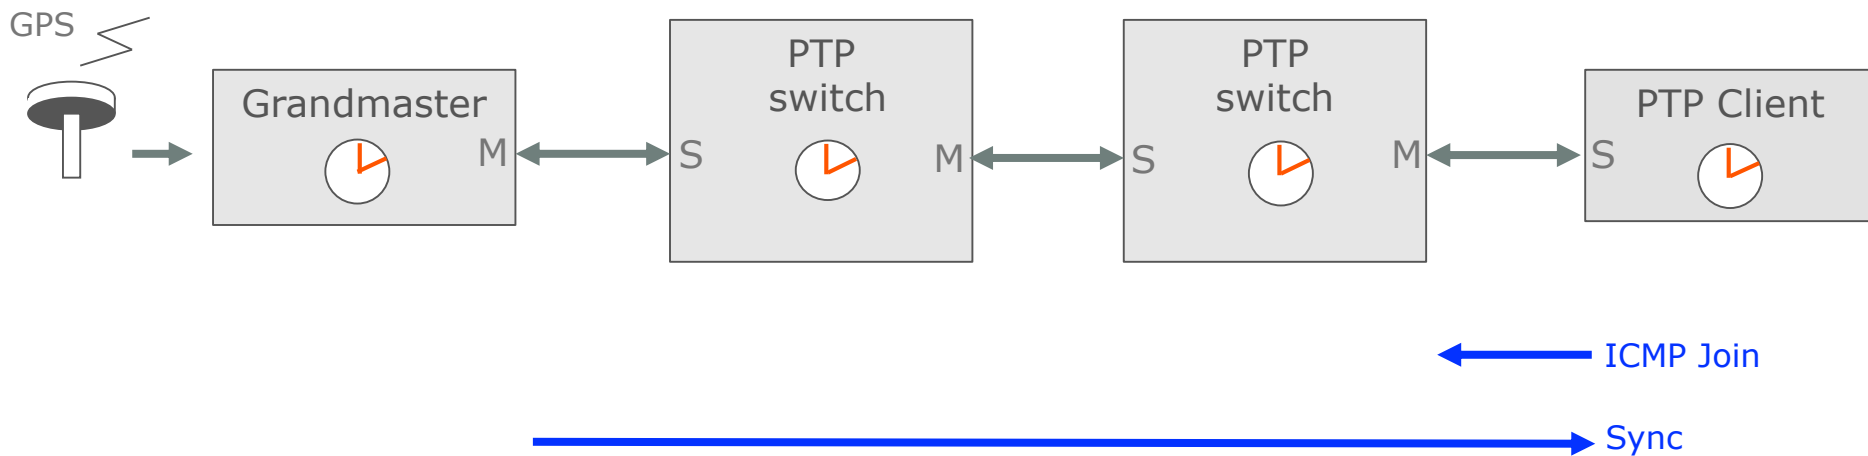 GPS
Grandmaster
M
S
PTP
switch
M
S
PTP
switch
M
S
PTP Client
ICMP Join
Sync